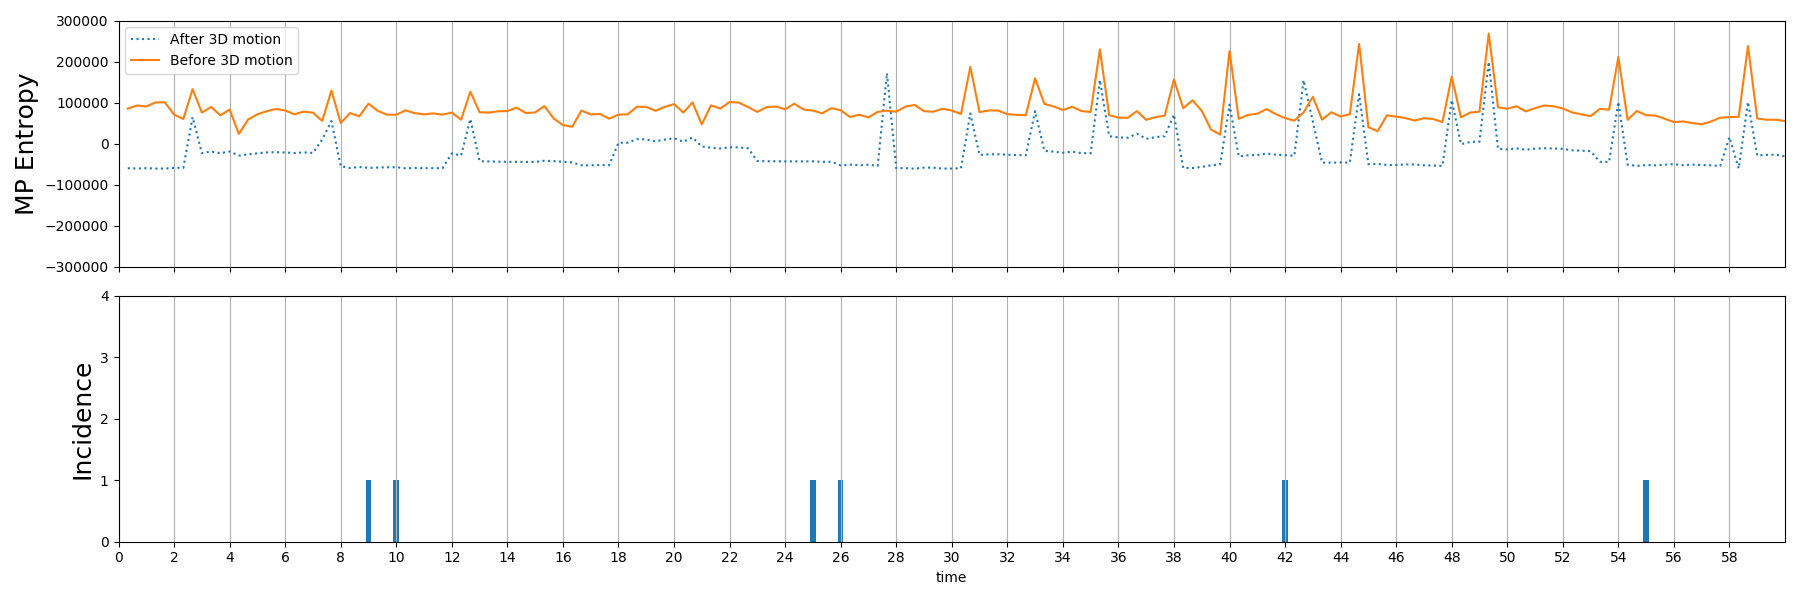 300000
200000
100000
0
−100000
−200000
−300000
MP Entropy
After 3D motion
Before 3D motion
4
3
2
1
0
Incidence
0 2 4 6 8 10 12 14 16 18 20 22 24 26 28 30 32 34 36 38 40 42 44 46 48 50 52 54 56 58
time